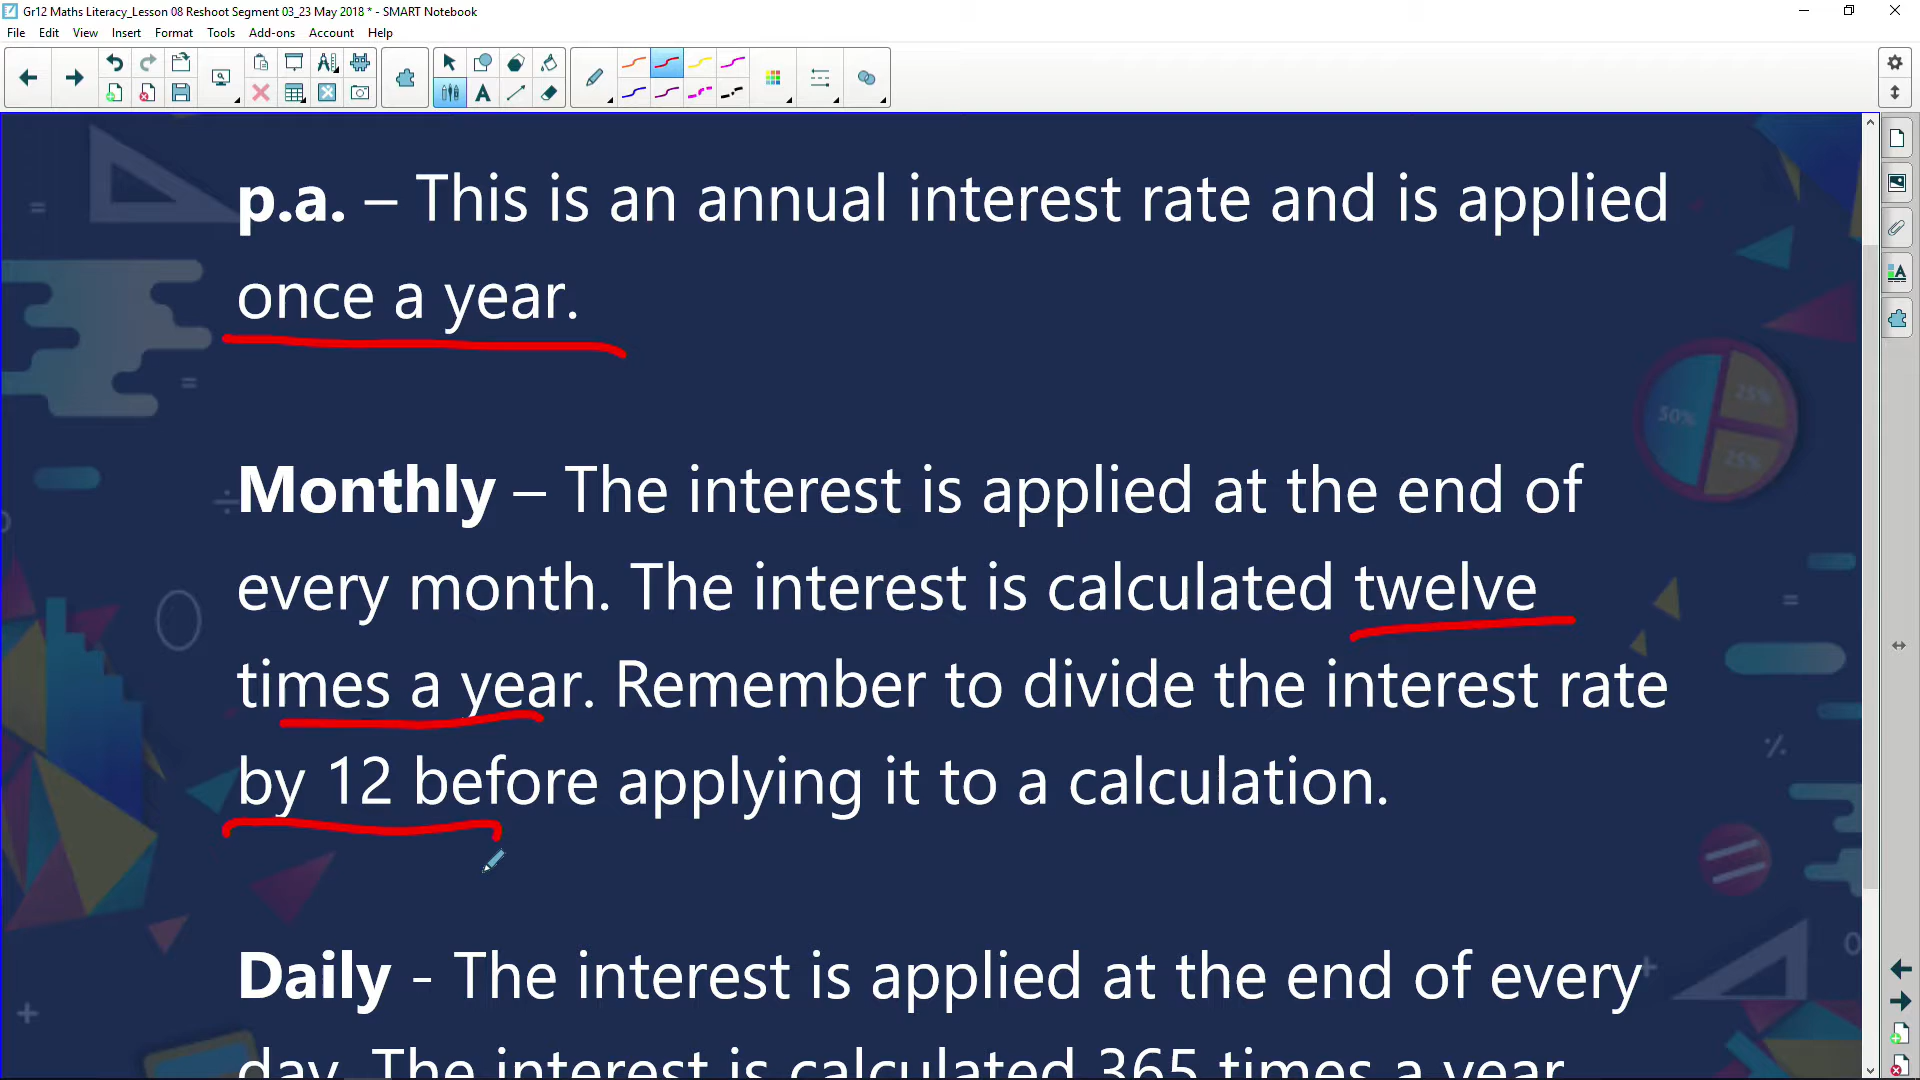 Gr12 Maths Literacy_Lesson 08 Reshoot Segment 03_23 May 2018 * - SMART Notebook
File Edit View Insert Format Tools Add-ons Account Help
p.a. – This is an annual interest rate and is applied
once a year.
50%
25%
25%
Monthly – The interest is applied at the end of
every month. The interest is calculated twelve
times a year. Remember to divide the interest rate
by 12 before applying it to a calculation.
Daily - The interest is applied at the end of every
day. The interest is calculated 365 times a year.